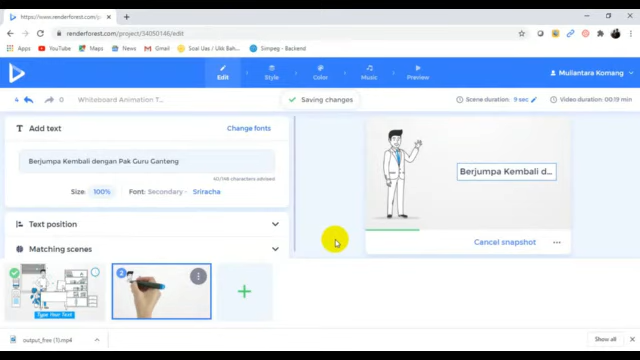 https://www.renderforest.com/p
renderforest.com/project/34050146/edit
Apps
YouTube
Maps
News
Gmail
Soal Uas / Ukk Bah...
Simpeg - Backend
Edit
Style
Color
Music
Preview
Muliantara Komang
Whiteboard Animation T...
Saving changes
Scene duration: 9 sec
Video duration: 00:19 min
Add text
Change fonts
Berjumpa Kembali dengan Pak Guru Ganteng
Size: 100%
Font: Secondary - Sriracha
Berjumpa Kembali d...
Text position
Matching scenes
Cancel snapshot
2
Type Your Text
output_free (1).mp4
Show all